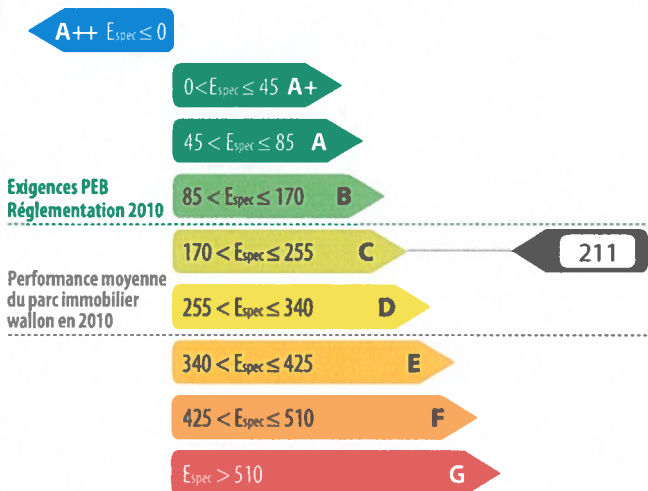 A++ Espec ≤ 0
0 < Espec ≤ 45 A+
45 < Espec ≤ 85 A
Exigences PEB
Réglementation 2010
85 < Espec ≤ 170 B
170 < Espec ≤ 255 C
211
Performance moyenne
du parc immobilier
wallon en 2010
255 < Espec ≤ 340 D
340 < Espec ≤ 425 E
425 < Espec ≤ 510 F
Espec > 510 G